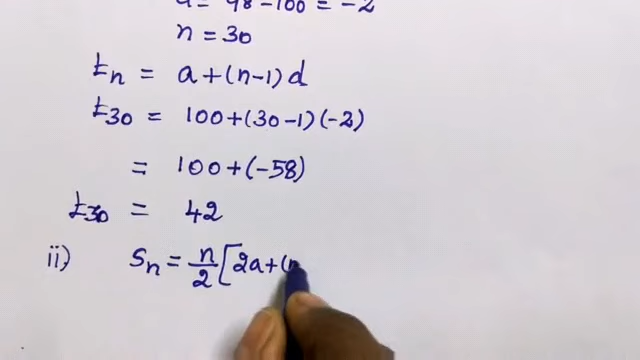 d = 98 - 100 = -2
n = 30
tn = a + (n-1) d
t30 = 100 + (30-1) (-2)
= 100 + (-58)
t30 = 42
ii) Sn = n/2 [2a + (n